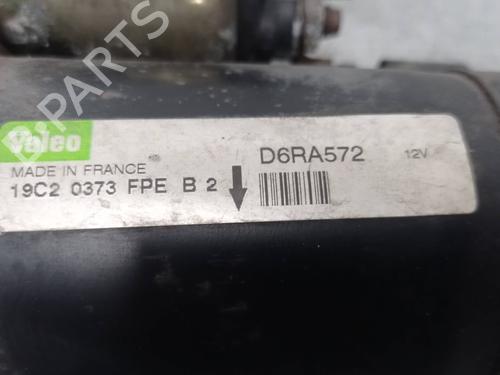 B-Parts
Valeo
MADE IN FRANCE
19C2 0373 FPE B 2
D6RA572 12V